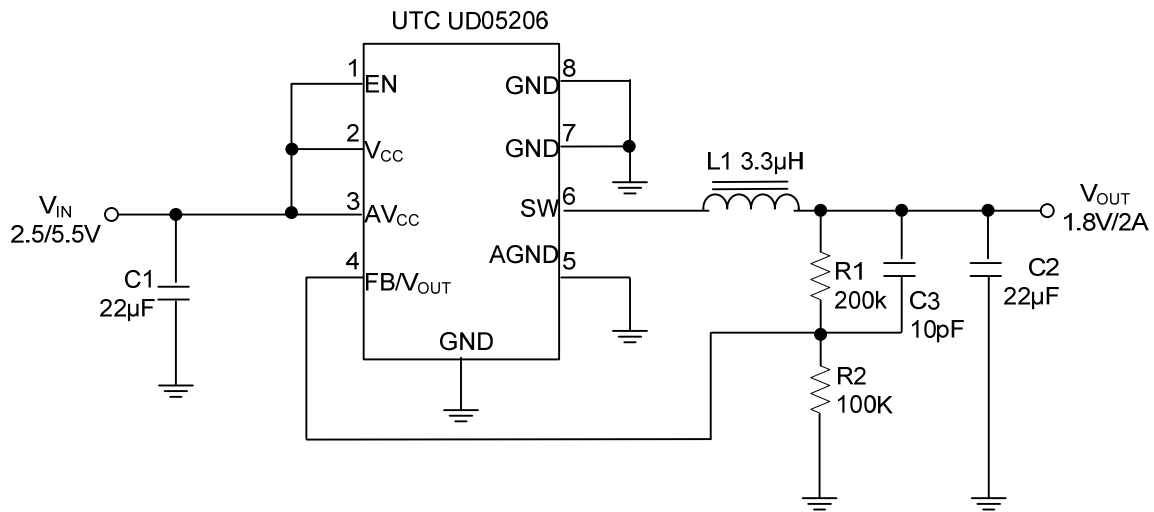 UTC UD05206
1
EN
2
VCC
3
AVCC
4
FB/VOUT
GND
8
GND
7
GND
6
SW
5
AGND
VIN
2.5/5.5V
C1
22µF
L1 3.3µH
VOUT
1.8V/2A
R1
200k
C3
10pF
C2
22µF
R2
100K